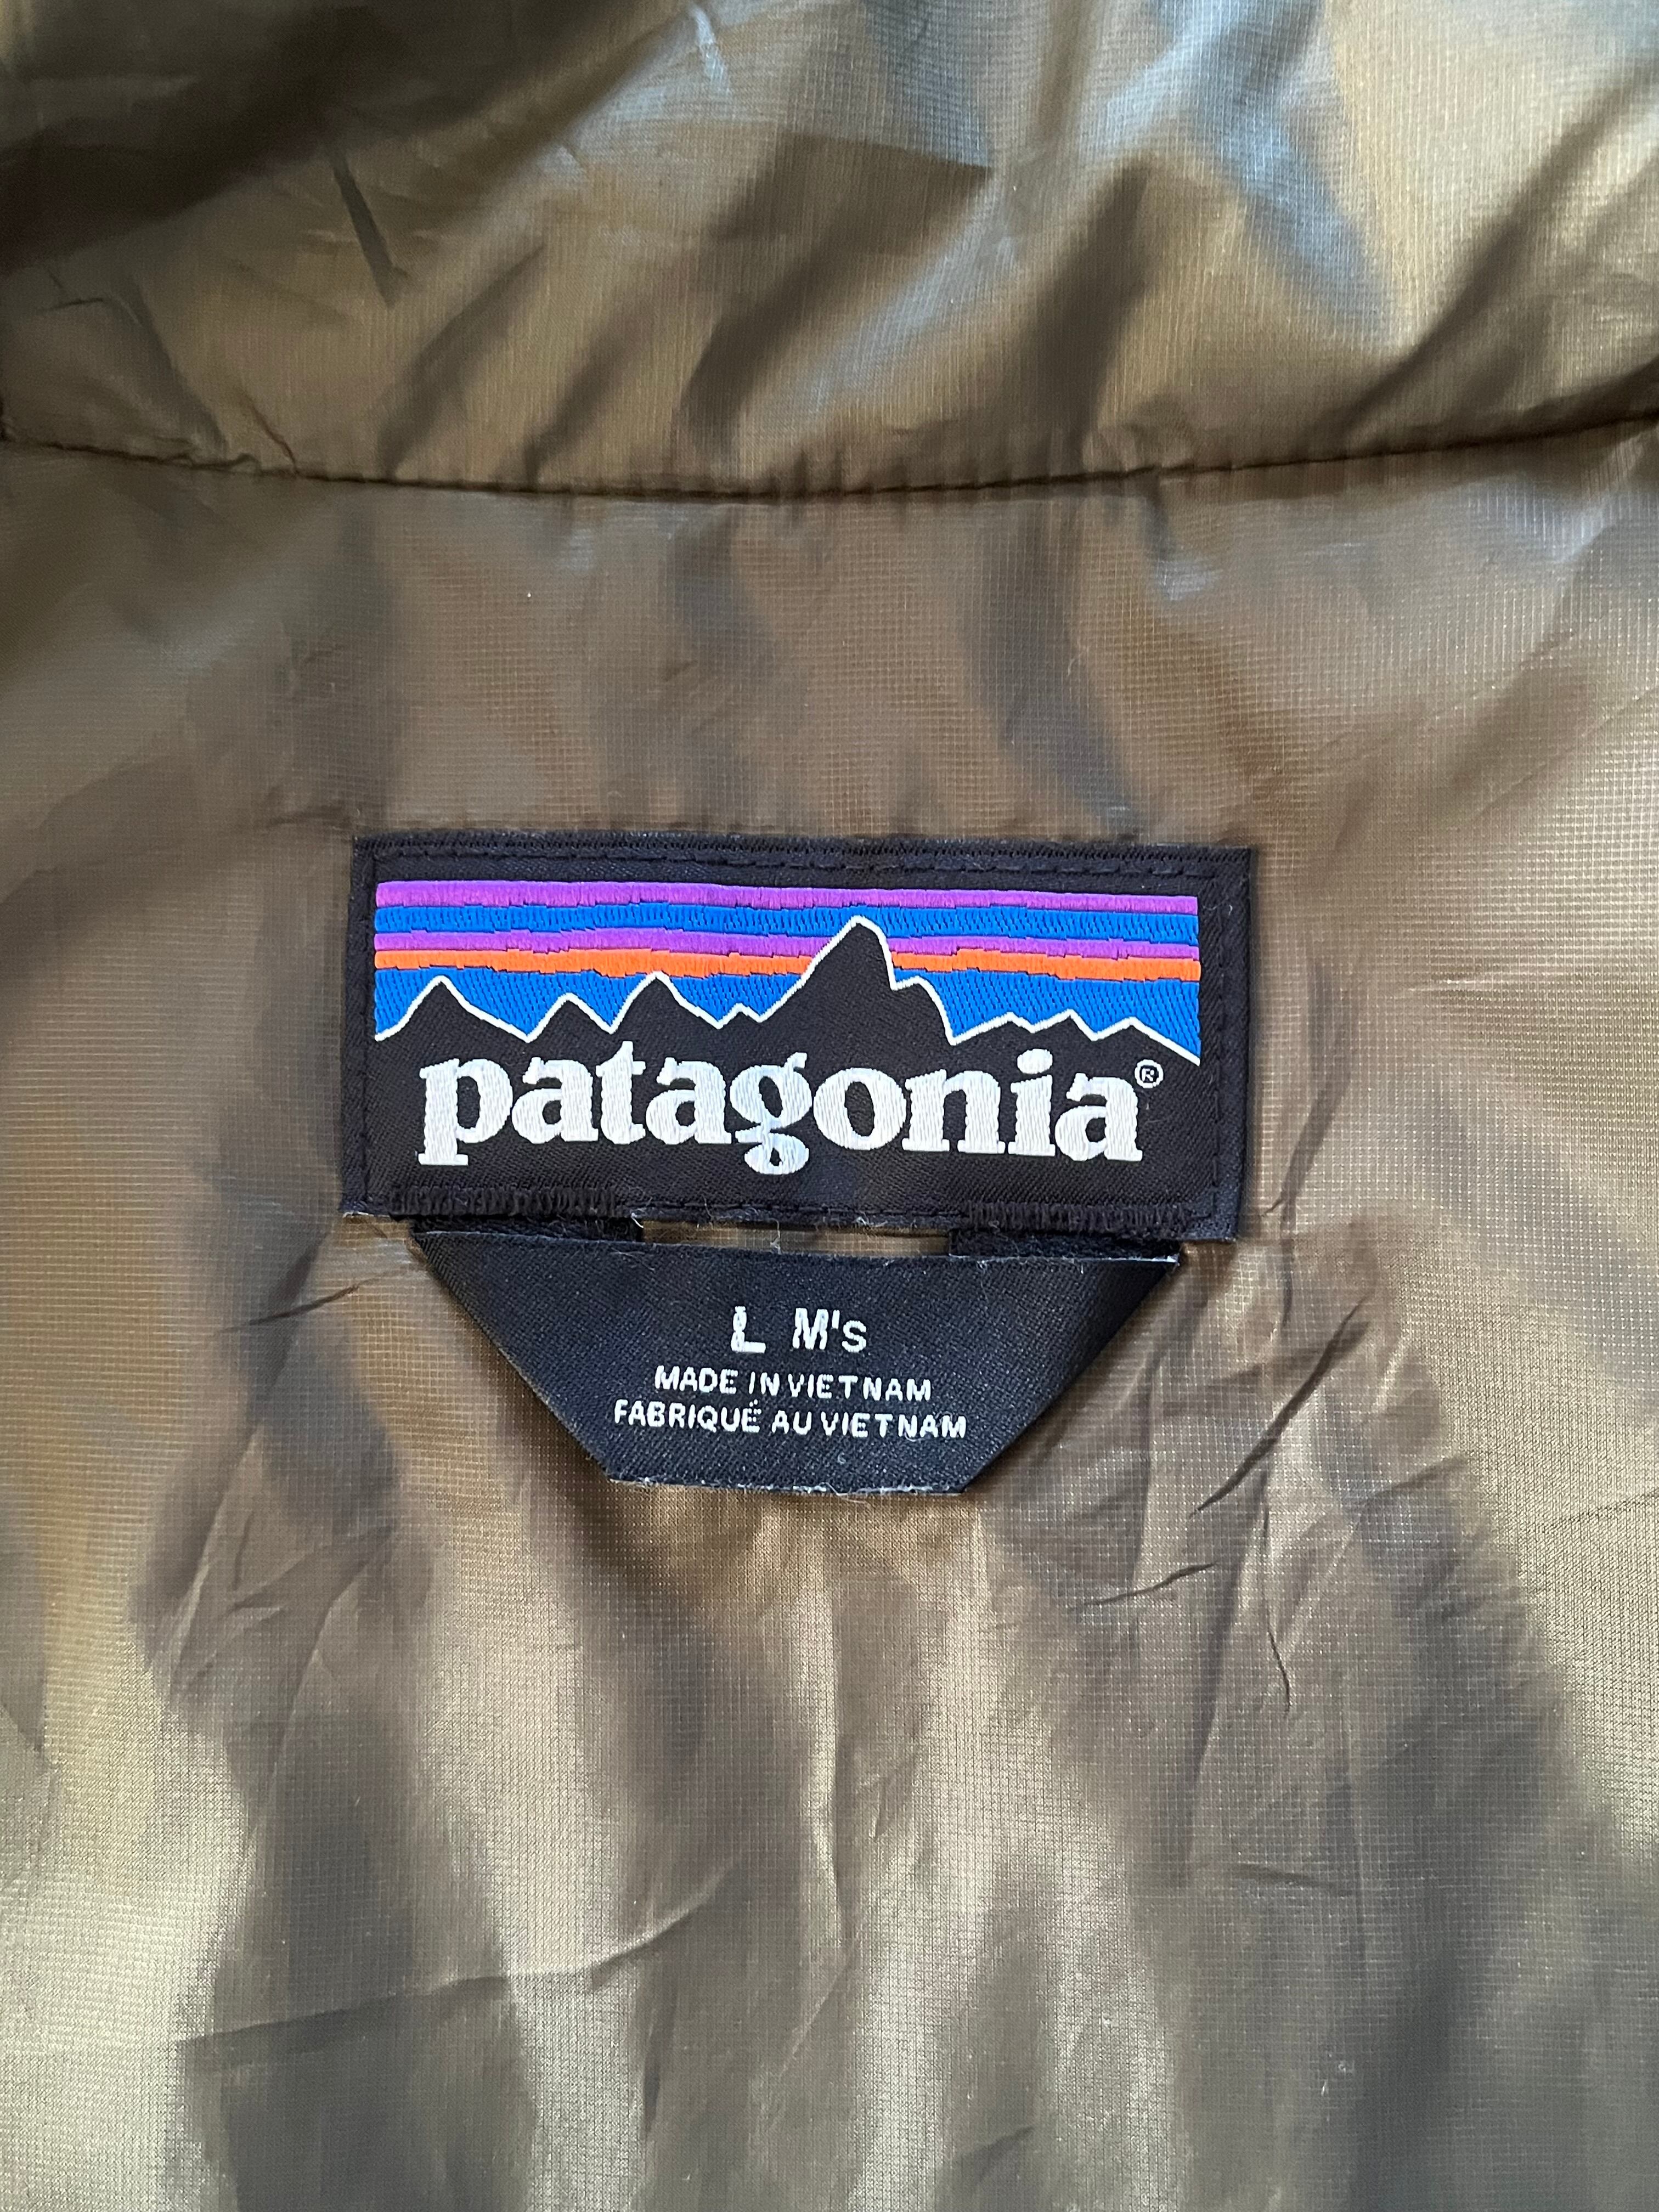 patagonia®
L M's
MADE IN VIETNAM
FABRIQUÉ AU VIETNAM